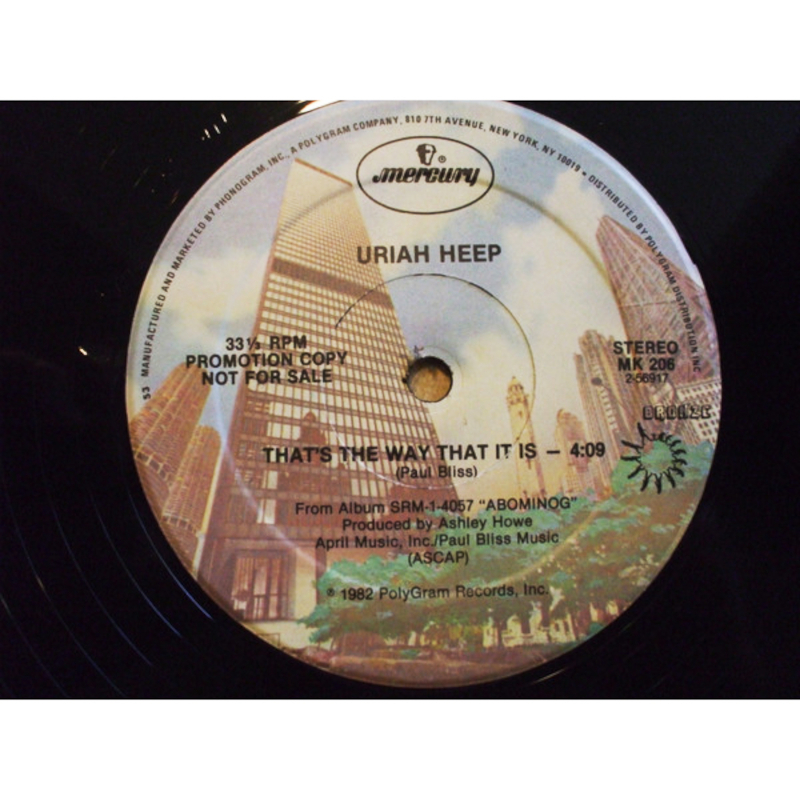 53 MANUFACTURED AND MARKETED BY PHONOGRAM, INC., A POLYGRAM COMPANY, 810 7TH AVENUE, NEW YORK, NY 10019 • DISTRIBUTED BY POLYGRAM DISTRIBUTION INC
mercury®
URIAH HEEP
33⅓ RPM
PROMOTION COPY
NOT FOR SALE
STEREO
MK 206
2-56917
BRONZE
THAT'S THE WAY THAT IT IS — 4:09
(Paul Bliss)
From Album SRM-1-4057 "ABOMINOG"
Produced by Ashley Howe
April Music, Inc./Paul Bliss Music
(ASCAP)
℗ 1982 PolyGram Records, Inc.